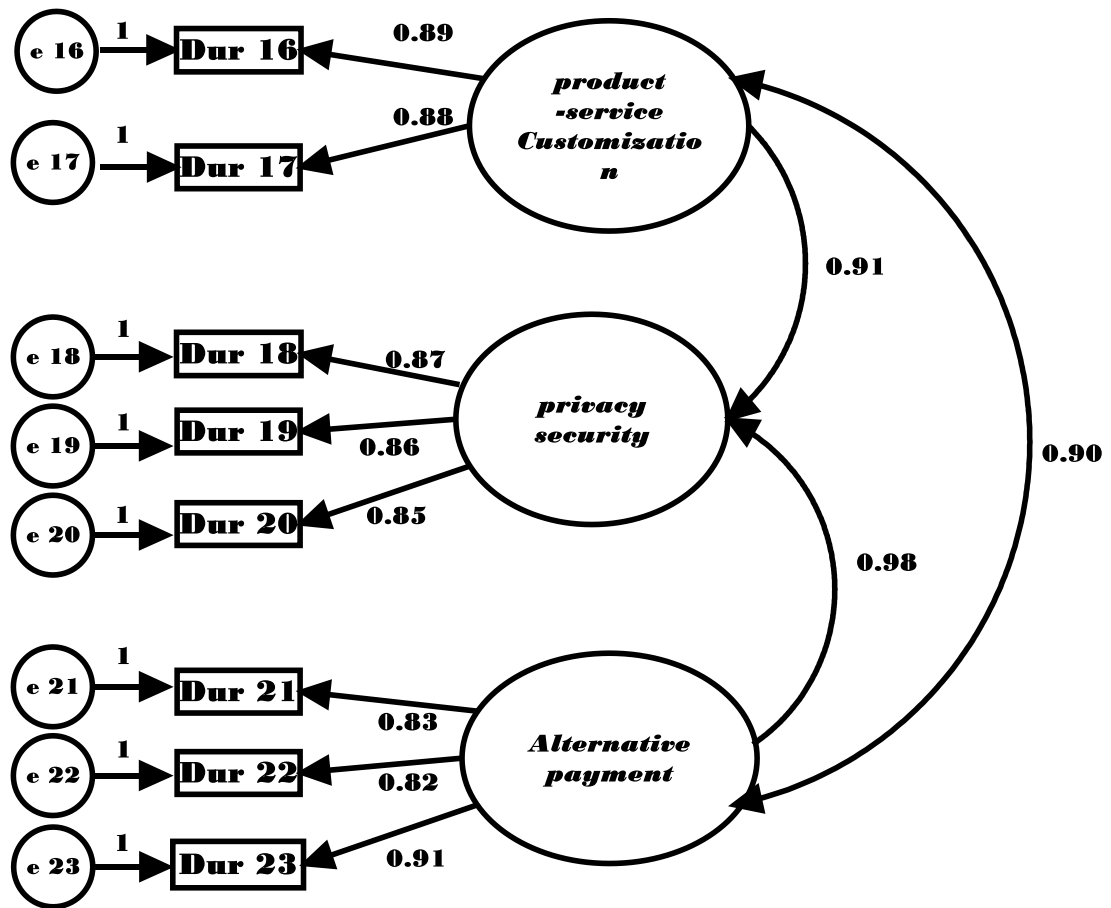 1
0.89
e 16
Dur 16
product
-service
Customizatio
n
0.88
1
e 17
Dur 17
0.91
1
e 18
Dur 18
0.87
privacy
security
1
e 19
Dur 19
0.86
0.90
1
e 20
Dur 20
0.85
0.98
1
e 21
Dur 21
0.83
Alternative
payment
1
e 22
Dur 22
0.82
1
e 23
Dur 23
0.91